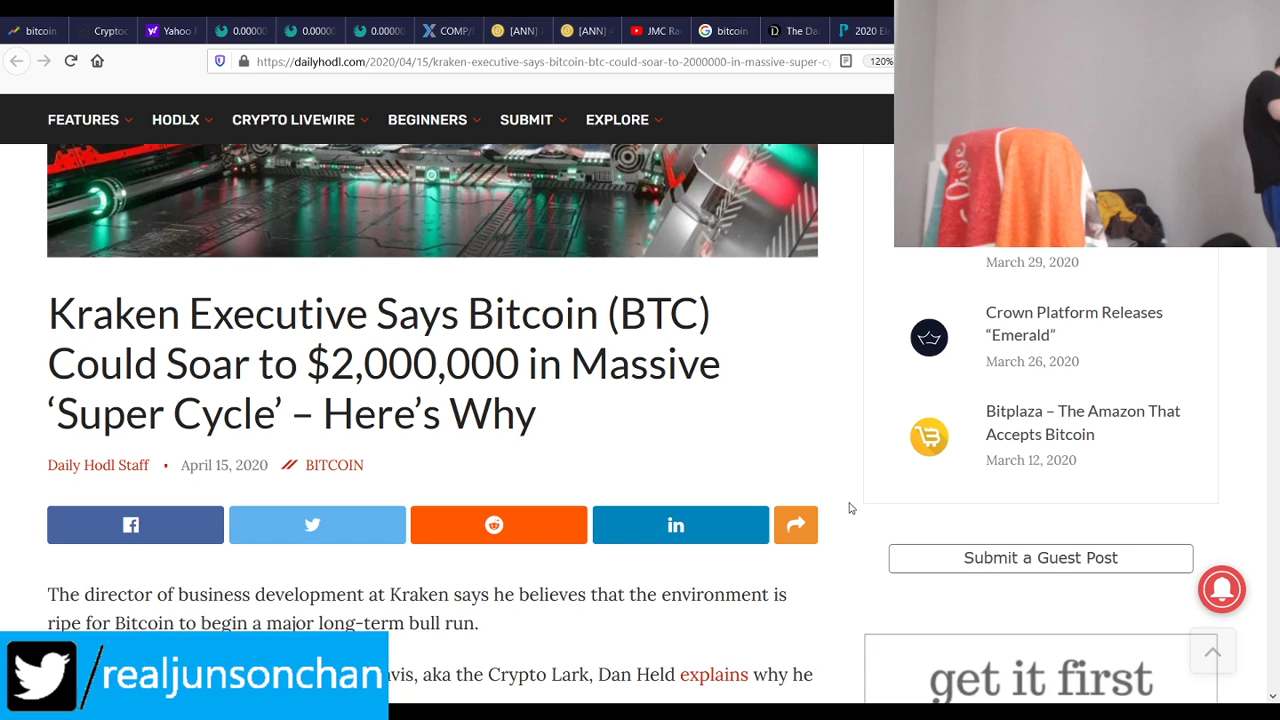 bitcoin
Cryptoc
Yahoo
0.00000
0.00000
0.00000
COMP/
[ANN]
[ANN]
JMC Ra
bitcoin
The Da
2020 El
https://dailyhodl.com/2020/04/15/kraken-executive-says-bitcoin-btc-could-soar-to-2000000-in-massive-super-cy
120%
FEATURES
HODLX
CRYPTO LIVEWIRE
BEGINNERS
SUBMIT
EXPLORE
Kraken Executive Says Bitcoin (BTC)
Could Soar to $2,000,000 in Massive
‘Super Cycle’ – Here’s Why
Daily Hodl Staff ▪ April 15, 2020 // BITCOIN
The director of business development at Kraken says he believes that the environment is
ripe for Bitcoin to begin a major long-term bull run.
avis, aka the Crypto Lark, Dan Held explains why he
/realjunsonchan
March 29, 2020
Crown Platform Releases
“Emerald”
March 26, 2020
Bitplaza – The Amazon That
Accepts Bitcoin
March 12, 2020
Submit a Guest Post
get it first